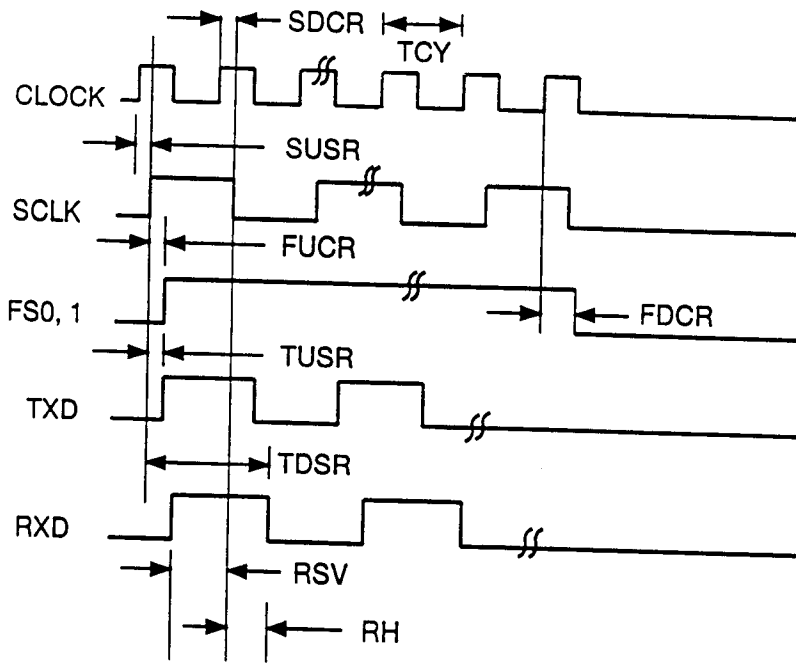 SDCR
TCY
CLOCK
SUSR
SCLK
FUCR
FS0, 1
FDCR
TUSR
TXD
TDSR
RXD
RSV
RH